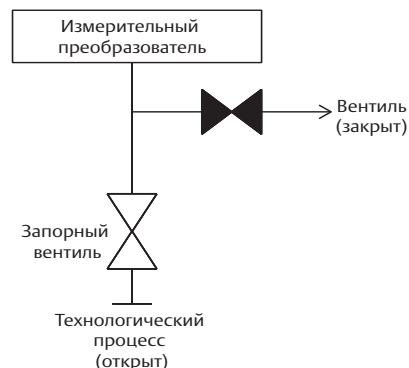 Измерительный
преобразователь
Вентиль
(закрыт)
Запорный
вентиль
Технологический
процесс
(открыт)